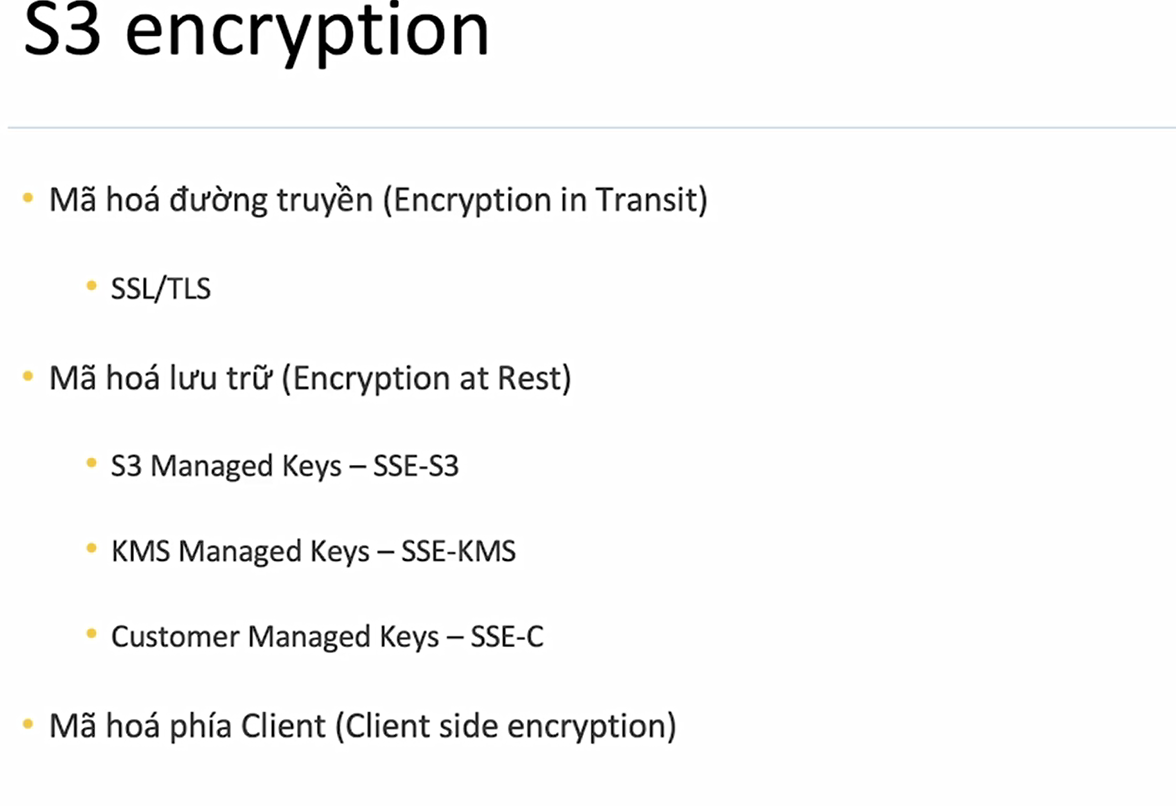 S3 encryption
• Mã hoá đường truyền (Encryption in Transit)
• SSL/TLS
• Mã hoá lưu trữ (Encryption at Rest)
• S3 Managed Keys – SSE-S3
• KMS Managed Keys – SSE-KMS
• Customer Managed Keys – SSE-C
• Mã hoá phía Client (Client side encryption)